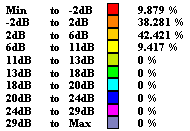 Min to -2dB 9.879 %
-2dB to 2dB 38.281 %
2dB to 6dB 42.421 %
6dB to 11dB 9.417 %
11dB to 13dB 0 %
13dB to 18dB 0 %
18dB to 20dB 0 %
20dB to 24dB 0 %
24dB to 29dB 0 %
29dB to Max 0 %